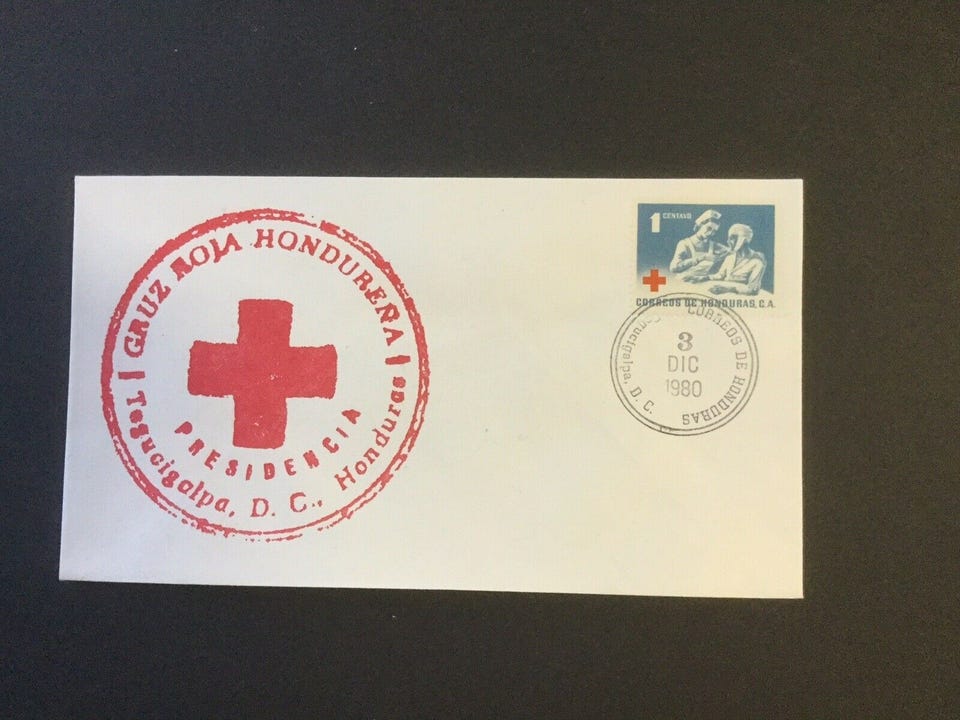 CRUZ ROJA HONDUREÑA
PRESIDENCIA
Tegucigalpa, D. C., Honduras
1 CENTAVO
CORREOS DE HONDURAS, C.A.
CORREOS DE HONDURAS
3
DIC
1980
Tegucigalpa, D. C.